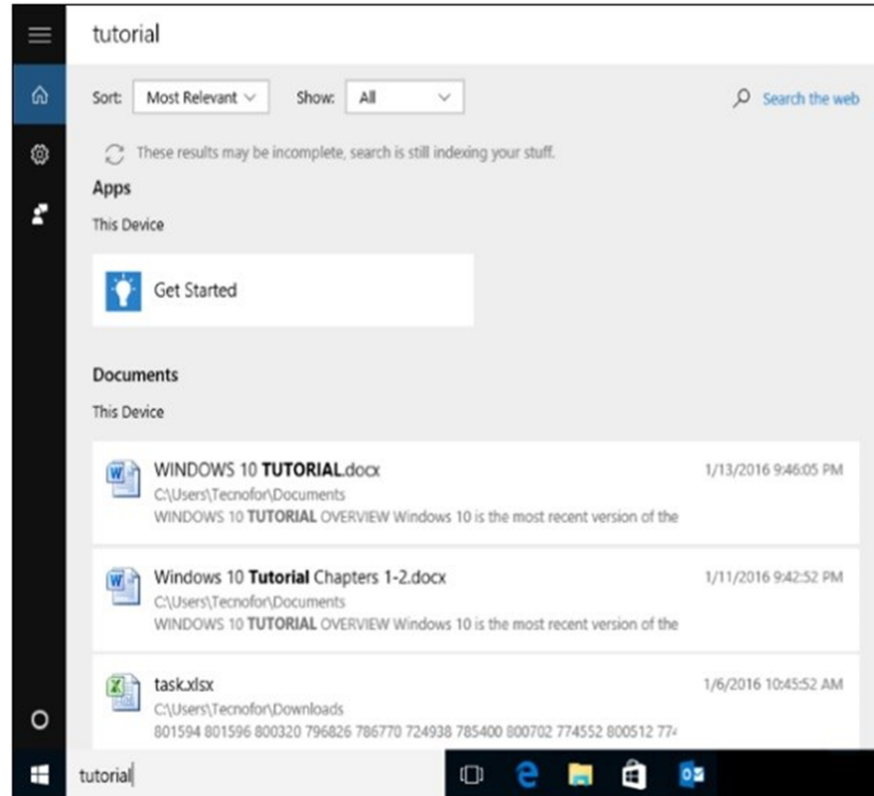 tutorial
Sort: Most Relevant Show: All Search the web
These results may be incomplete, search is still indexing your stuff.
Apps
This Device
Get Started
Documents
This Device
WINDOWS 10 TUTORIAL.docx 1/13/2016 9:46:05 PM
C:\Users\Tecnofor\Documents
WINDOWS 10 TUTORIAL OVERVIEW Windows 10 is the most recent version of the
Windows 10 Tutorial Chapters 1-2.docx 1/11/2016 9:42:52 PM
C:\Users\Tecnofor\Documents
WINDOWS 10 TUTORIAL OVERVIEW Windows 10 is the most recent version of the
task.xlsx 1/6/2016 10:45:52 AM
C:\Users\Tecnofor\Downloads
801594 801596 800320 796826 786770 724938 785400 800702 774552 800512
tutorial